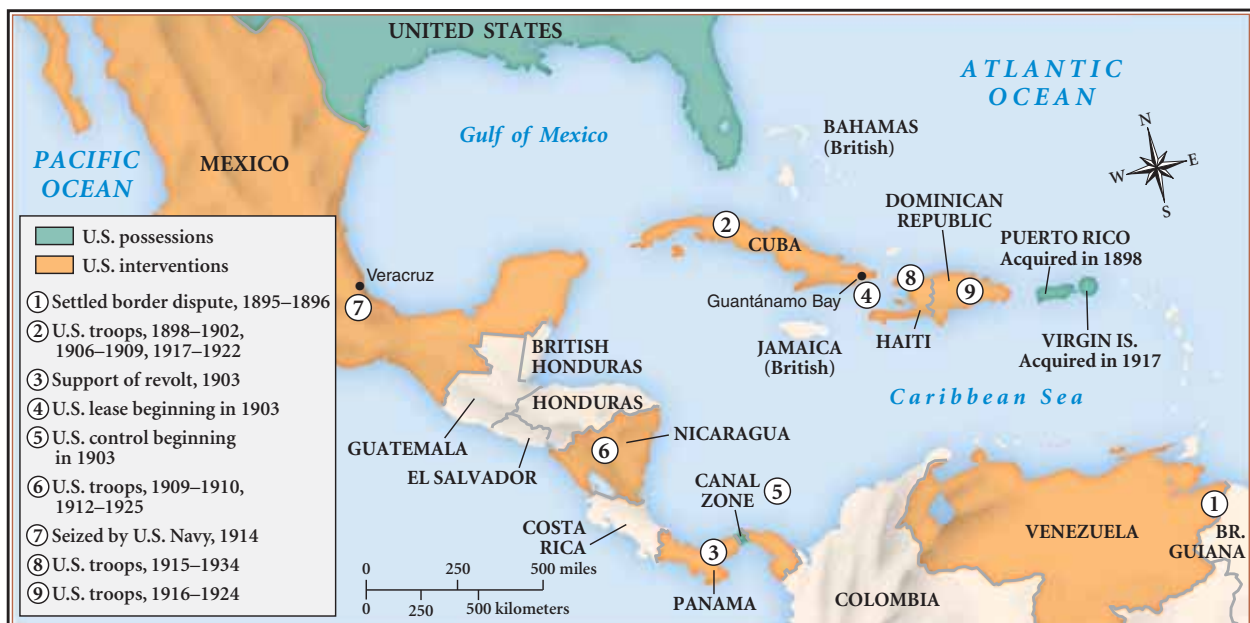 UNITED STATES
ATLANTIC
OCEAN
Gulf of Mexico
BAHAMAS
(British)
N
W
E
S
PACIFIC
OCEAN
MEXICO
DOMINICAN
REPUBLIC
PUERTO RICO
Acquired in 1898
2
CUBA
Veracruz
7
Guantánamo Bay
4
8
9
HAITI
JAMAICA
(British)
VIRGIN IS.
Acquired in 1917
Caribbean Sea
BRITISH
HONDURAS
HONDURAS
GUATEMALA
EL SALVADOR
NICARAGUA
6
CANAL
ZONE
5
COSTA
RICA
3
PANAMA
COLOMBIA
VENEZUELA
1
BR.
GUIANA
U.S. possessions
U.S. interventions
1 Settled border dispute, 1895–1896
2 U.S. troops, 1898–1902,
1906–1909, 1917–1922
3 Support of revolt, 1903
4 U.S. lease beginning in 1903
5 U.S. control beginning
in 1903
6 U.S. troops, 1909–1910,
1912–1925
7 Seized by U.S. Navy, 1914
8 U.S. troops, 1915–1934
9 U.S. troops, 1916–1924
0 250 500 miles
0 250 500 kilometers